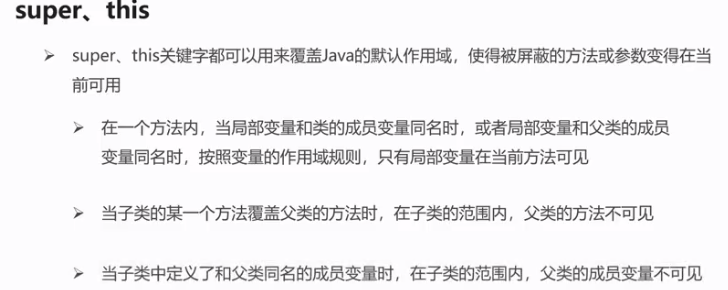 super、this
➢ super、this关键字都可以用来覆盖Java的默认作用域，使得被屏蔽的方法或参数变得在当
前可用
➢ 在一个方法内，当局部变量和类的成员变量同名时，或者局部变量和父类的成员
变量同名时，按照变量的作用域规则，只有局部变量在当前方法可见
➢ 当子类的某一个方法覆盖父类的方法时，在子类的范围内，父类的方法不可见
➢ 当子类中定义了和父类同名的成员变量时，在子类的范围内，父类的成员变量不可见